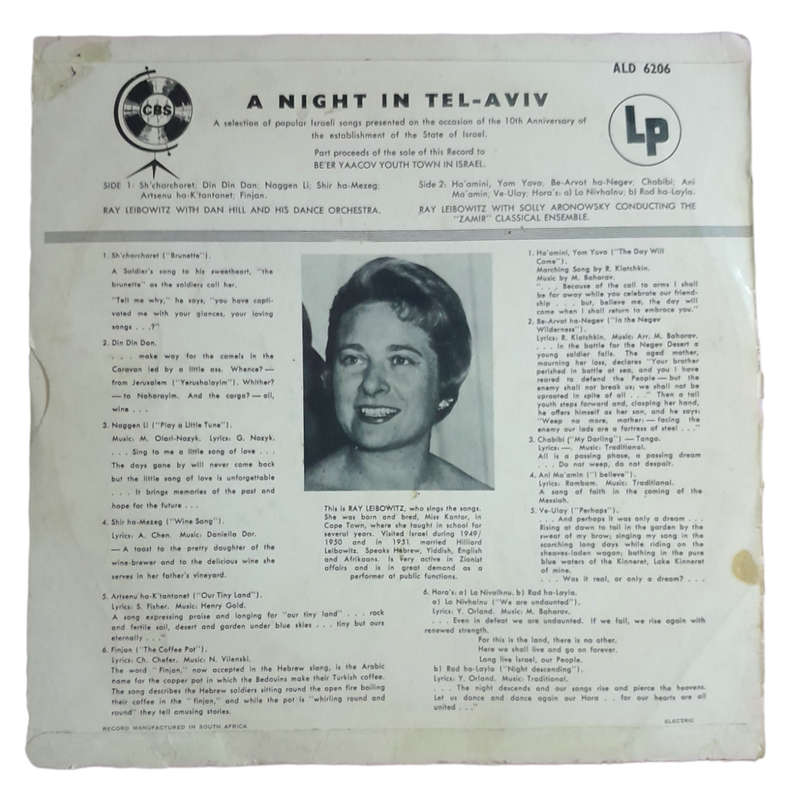 ALD 6206
CBS
LP
A NIGHT IN TEL-AVIV
A selection of popular Israeli songs presented on the occasion of the 10th Anniversary of
the establishment of the State of Israel.
Part proceeds of the sale of this Record to
BE'ER YAACOV YOUTH TOWN IN ISRAEL.
SIDE 1: Sh'chorchoret; Din Din Dan; Naggen Li; Shir ha-Mezeg;
Artsenu ha-K'tantonet; Finjan.
RAY LEIBOWITZ WITH DAN HILL AND HIS DANCE ORCHESTRA.
Side 2: Ha'amini, Yom Yavo; Be-Arvot ha-Negev; Chabibi; Ani
Ma'amin; Ve-Ulay; Hora's: a) Lo Nivhalnu; b) Rad ha-Layla.
RAY LEIBOWITZ WITH SOLLY ARONOWSKY CONDUCTING THE
"ZAMIR" CLASSICAL ENSEMBLE.
1. Sh'chorchoret ("Brunette").
A Soldier's song to his sweetheart, "the
brunette" as the soldiers call her.
"Tell me why," he says, "you have capti-
vated me with your glances, your loving
songs . . .?"
2. Din Din Dan.
. . . make way for the camels in the
Caravan led by a little ass. Whence?—
from Jerusalem ("Yerushalayim"). Whither?
—to Naharayim. And the cargo?—oil,
wine . . .
3. Naggen Li ("Play a Little Tune").
Music: M. Olari-Nozyk. Lyrics: G. Nozyk.
. . . Sing to me a little song of love . . .
The days gone by will never come back
but the little song of love is unforgettable
. . . It brings memories of the past and
hope for the future . . .
4. Shir ha-Mezeg ("Wine Song").
Lyrics: A. Chen. Music: Daniella Dor.
—A toast to the pretty daughter of the
wine-brewer and to the delicious wine she
serves in her father's vineyard.
5. Artsenu ha-K'tantonet ("Our Tiny Land").
Lyrics: S. Fisher. Music: Henry Gold.
A song expressing praise and longing for "our tiny land" . . . rock
and fertile soil, desert and garden under blue skies . . . tiny but ours
eternally . . ."
6. Finjan ("The Coffee Pot").
Lyrics: Ch. Chefer. Music: N. Vilenski.
The word "Finjan," now accepted in the Hebrew slang, is the Arabic
name for the copper pot in which the Bedouins make their Turkish coffee.
The song describes the Hebrew soldiers sitting round the open fire boiling
their coffee in the "finjan," and while the pot is "whirling round and
round" they tell amusing stories.
RECORD MANUFACTURED IN SOUTH AFRICA
This is RAY LEIBOWITZ, who sings the songs.
She was born and bred, Miss Kantor, in
Cape Town, where she taught in school for
several years. Visited Israel during 1949/
1950 and in 1951 married Hilliard
Leibowitz. Speaks Hebrew, Yiddish, English
and Afrikaans. Is very active in Zionist
affairs and is in great demand as a
performer at public functions.
1. Ha'amini, Yom Yavo ("The Day Will
Come").
Marching Song by R. Klatchkin.
Music by M. Baharav.
". . . Because of the call to arms I shall
be far away while you celebrate our friend-
ship . . . but, believe me, the day will
come when I shall return to embrace you."
2. Be-Arvot ha-Negev ("In the Negev
Wilderness").
Lyrics: R. Klatchkin. Music: Arr. M. Baharav.
. . . In the battle for the Negev Desert a
young soldier falls. The aged mother,
mourning her loss, declares "Your brother
perished in battle at sea, and you I have
reared to defend the People—but the
enemy shall not break us; we shall not be
uprooted in spite of all . . ." Then a tall
youth steps forward and, clasping her hand,
he offers himself as her son, and he says:
"Weep no more, mother:—facing the
enemy our lads are a fortress of steel . . ."
3. Chabibi ("My Darling") — Tango.
Lyrics:—. Music: Traditional.
All is a passing phase, a passing dream
. . . Do not weep, do not despair.
4. Ani Ma'amin ("I believe").
Lyrics: Rambam. Music: Traditional.
A song of faith in the coming of the
Messiah.
5. Ve-Ulay ("Perhaps").
. . . And perhaps it was only a dream . . .
Rising at dawn to toil in the garden by the
sweat of my brow; singing my song in the
scorching long days while riding on the
sheaves-laden wagon; bathing in the pure
blue waters of the Kinneret, Lake Kinneret
of mine.
. . . Was it real, or only a dream? . . .
6. Hora's: a) Lo Nivalhnu. b) Rad ha-Layla.
a) Lo Nivhalnu ("We are undaunted").
Lyrics: Y. Orland. Music: M. Baharav.
. . . Even in defeat we are undaunted. If we fail, we rise again with
renewed strength.
For this is the land, there is no other,
Here we shall live and go on forever.
Long live Israel, our People.
b) Rad ha-Layla ("Night descending").
Lyrics: Y. Orland. Music: Traditional.
. . . The night descends and our songs rise and pierce the heavens.
Let us dance and dance again our Hora . . for our hearts are all
united . . ."
ELECTRIC